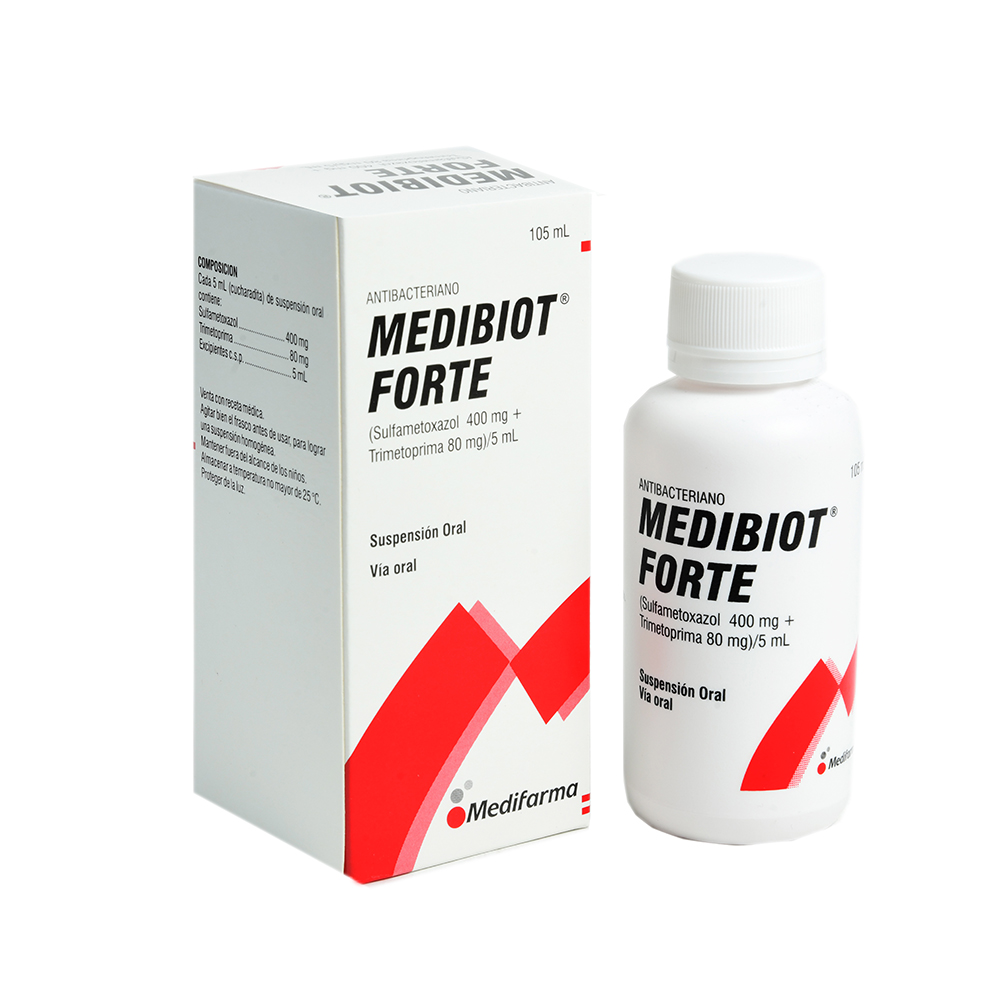 MEDIBIOT®
FORTE
ANTIBACTERIANO
COMPOSICION
Cada 5 mL (cucharadita) de suspensión oral
contiene:
Sulfametoxazol.................400 mg
Trimetoprima.................80 mg
Excipientes c.s.p.................5 mL
Venta con receta médica.
Agitar bien el frasco antes de usar, para lograr
una suspensión homogénea.
Mantener fuera del alcance de los niños.
Almacenar a temperatura no mayor de 25 °C.
Proteger de la luz.
105 mL
ANTIBACTERIANO
MEDIBIOT®
FORTE
(Sulfametoxazol 400 mg +
Trimetoprima 80 mg)/5 mL
Suspensión Oral
Vía oral
Medifarma
105
ANTIBACTERIANO
MEDIBIOT®
FORTE
(Sulfametoxazol 400 mg +
Trimetoprima 80 mg)/5 mL
Suspensión Oral
Vía oral
Medifarma